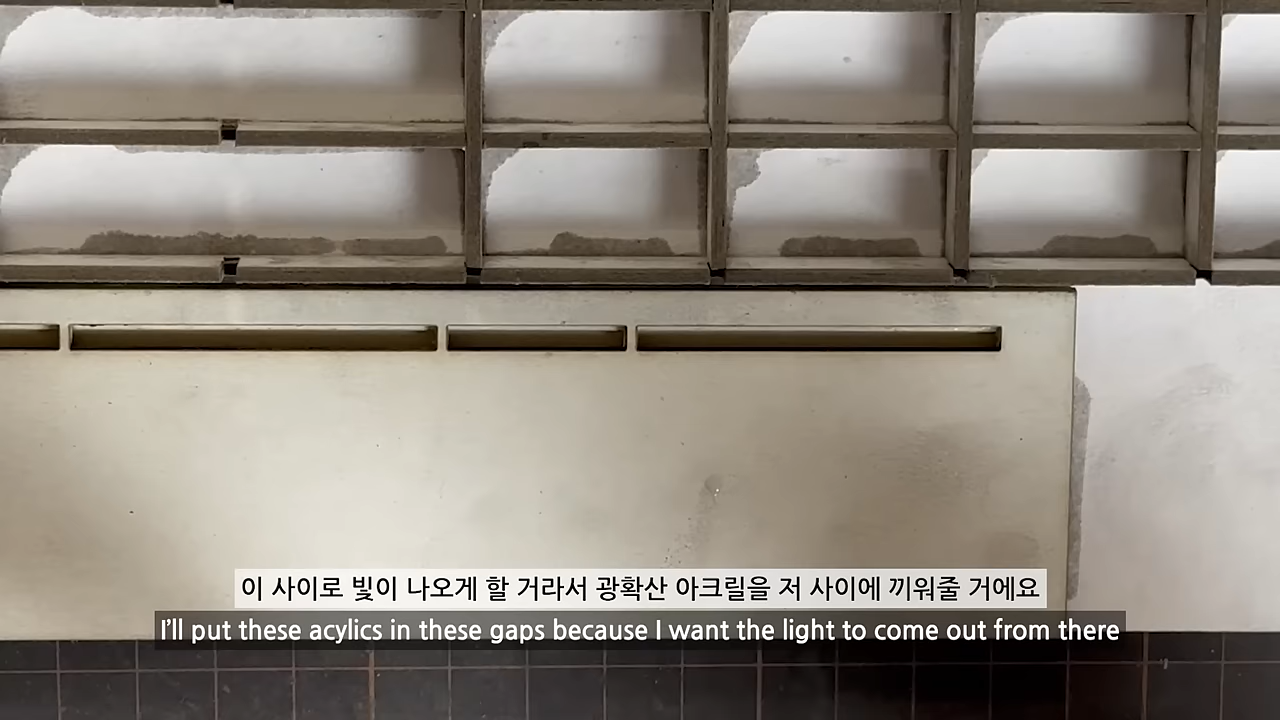 이 사이로 빛이 나오게 할 거라서 광확산 아크릴을 저 사이에 끼워줄 거에요
I'll put these acylics in these gaps because I want the light to come out from there